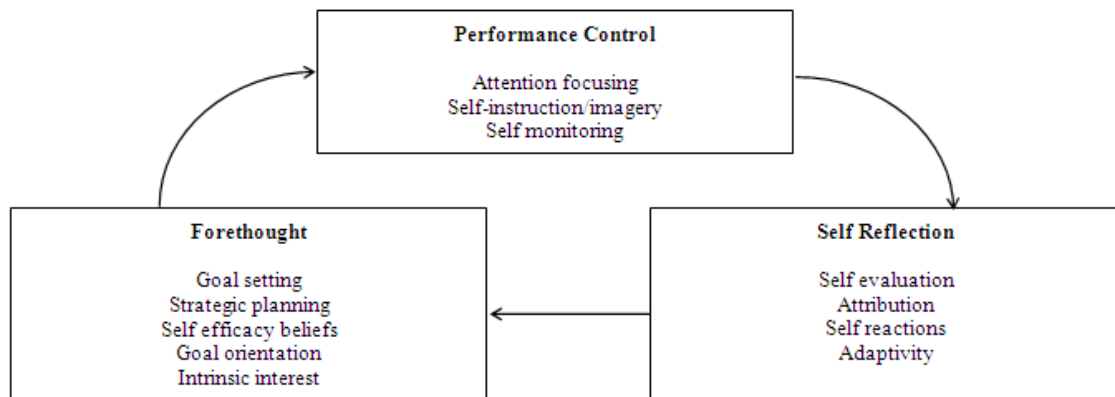 Performance Control
Attention focusing
Self-instruction/imagery
Self monitoring
Forethought
Goal setting
Strategic planning
Self efficacy beliefs
Goal orientation
Intrinsic interest
Self Reflection
Self evaluation
Attribution
Self reactions
Adaptivity